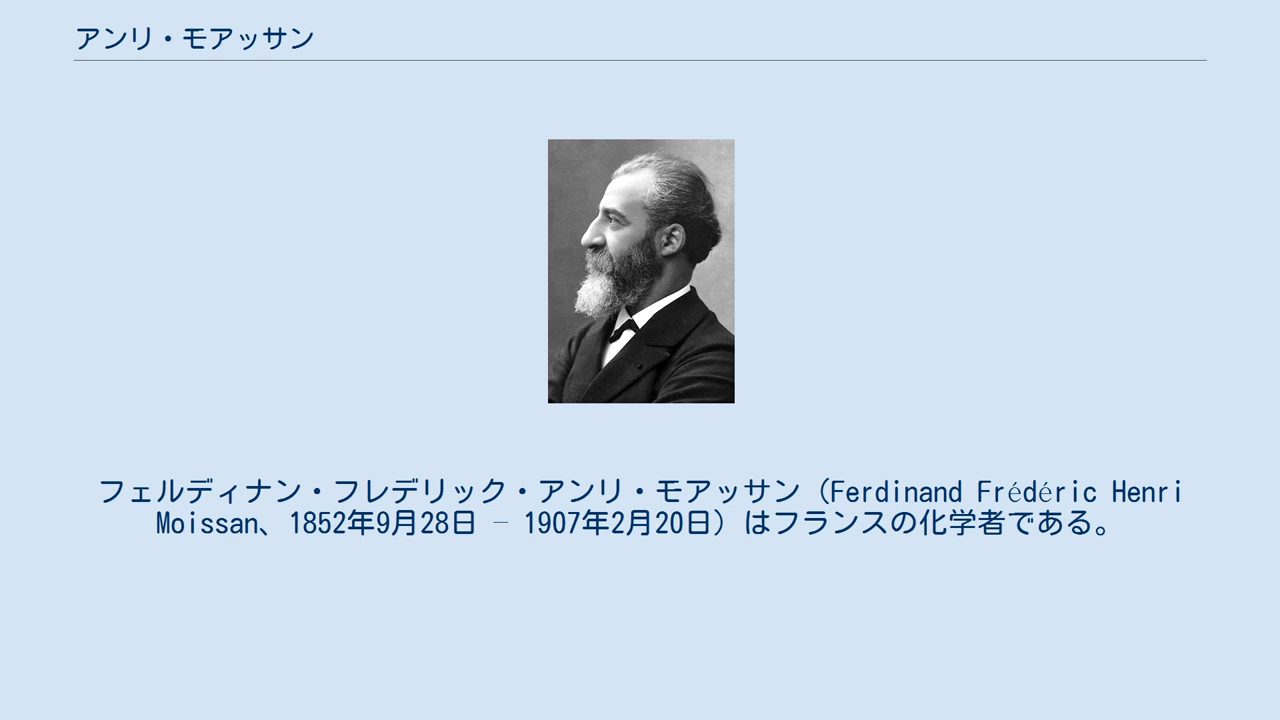 アンリ・モアッサン
フェルディナン・フレデリック・アンリ・モアッサン（Ferdinand Frédéric Henri
Moissan、1852年9月28日 – 1907年2月20日）はフランスの化学者である。